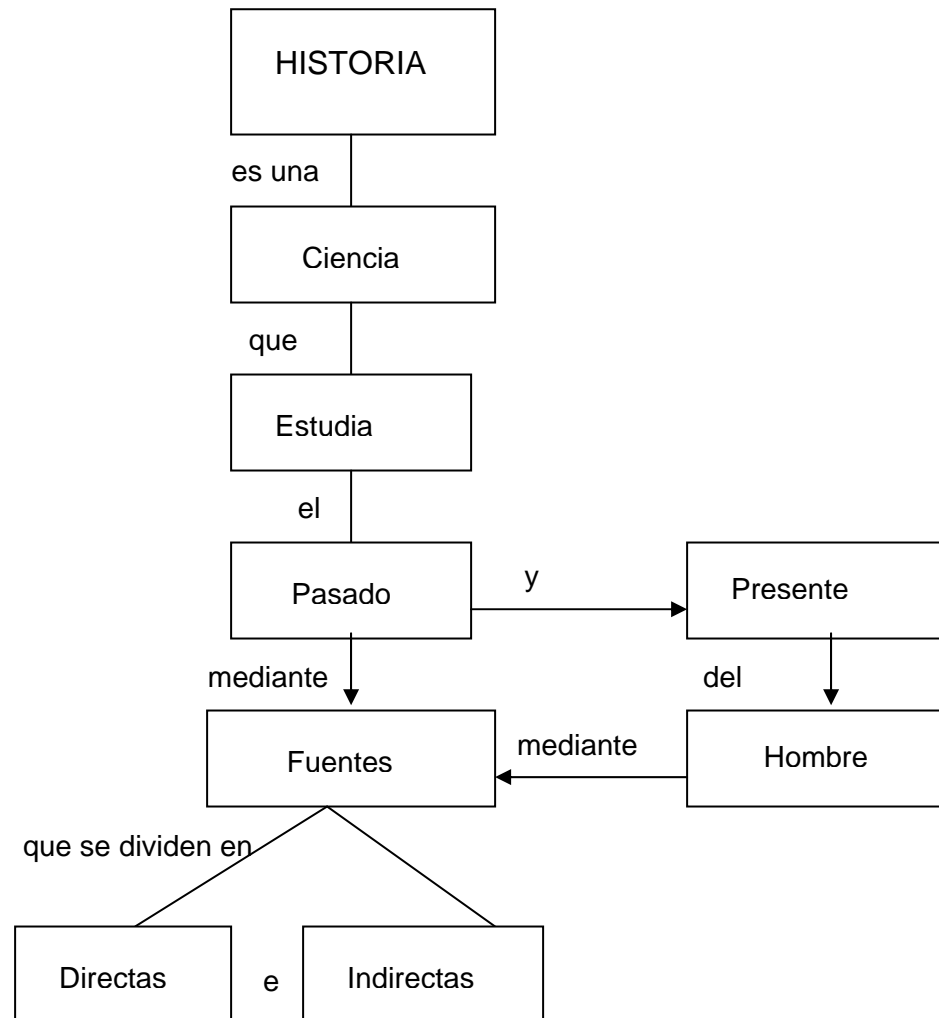 HISTORIA
es una
Ciencia
que
Estudia
el
Pasado
y
Presente
mediante
del
Fuentes
mediante
Hombre
que se dividen en
Directas
e
Indirectas